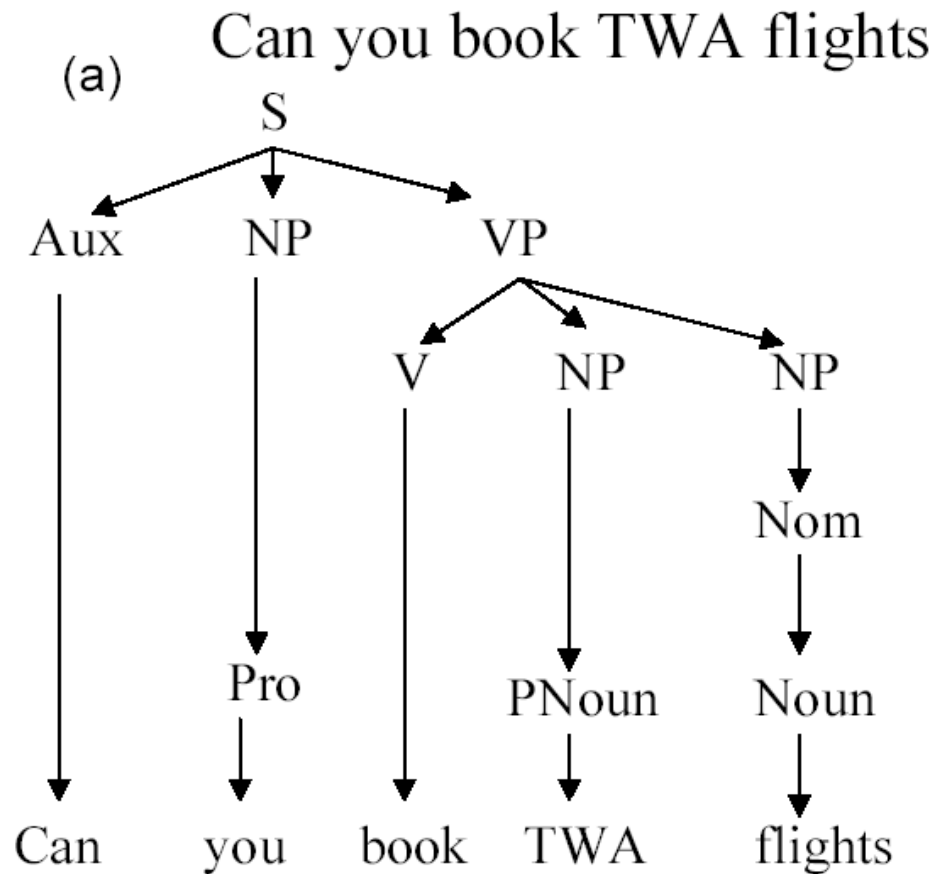 Can you book TWA flights
(a)
S
Aux NP VP
V NP NP
Nom
Pro PNoun Noun
Can you book TWA flights